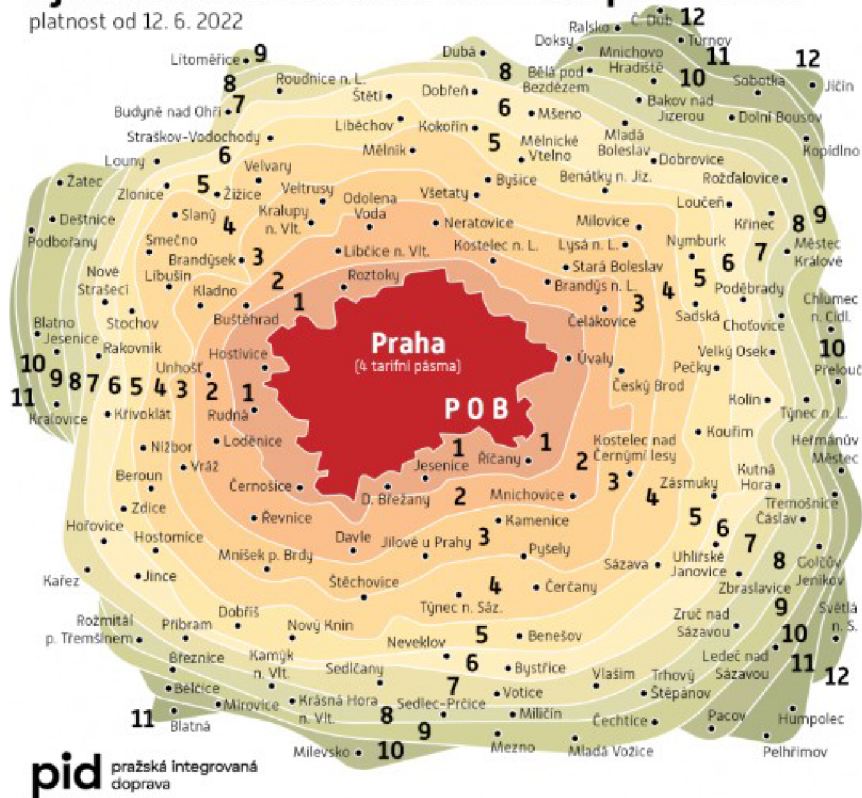 platnost od 12. 6. 2022
Č. Dub 12
Ralsko
Doksy
Turnov
Litoměřice 9
Dubá
Mnichovo
Hradiště
11
12
8
Roudnice n. L.
8
Bělá pod
Bezdězem
10
Sobotka
Jičín
Budyně nad Ohří 7
Štětí
Dobřeň
6
Mšeno
Bakov nad
Jizerou
Dolní Bousov
Straškov-Vodochody
Liběchov
Kokořín
5
Mělnické
Vtelno
Mladá
Boleslav
Kopidlno
Louny
6
Mělník
Dobrovice
Žatec
Zlonice
5
Žižice
Velvary
Byšice
Benátky n. Jiz.
Rožďalovice
Veltrusy
Všetaty
Loučeň
Deštnice
Slaný
4
Kralupy
n. Vlt.
Odolena
Voda
Neratovice
Milovice
Křinec
8
9
Podbořany
Smečno
Brandýsek
3
Libčice n. Vlt.
Kostelec n. L.
Lysá n. L.
Nymburk
6
7
Městec
Králové
Nové
Strašecí
Libušín
2
Roztoky
Stará Boleslav
5
Kladno
1
Brandýs n. L.
3
4
Poděbrady
Chlumec
n. Cidl.
Stochov
Buštěhrad
Čelákovice
Sadská
Choťovice
Blatno
Jesenice
Rakovník
Hostivice
Praha
(4 tarifní pásma)
Úvaly
Velký Osek
10
Unhošť
Český Brod
Pečky
Přelouč
11
10
9
8
7
6
5
4
3
2
1
POB
Kralovice
Křivoklát
Rudná
Kolín
Týnec n. L.
Nižbor
Loděnice
1
1
Kostelec nad
Černými lesy
Kouřim
Heřmanův
Městec
Vráž
Jesenice
Říčany
2
Beroun
Černošice
D. Břežany
2
Mnichovice
3
4
Zásmuky
Kutná
Hora
Třemošnice
Zdice
Řevnice
Kamenice
5
6
Čáslav
Hořovice
Hostomice
Davle
Jílové u Prahy 3
Pyšely
7
Mníšek p. Brdy
Sázava
Uhlířské
Janovice
8
Golčův
Jeníkov
Kařez
Jince
Štěchovice
4
Čerčany
Zbraslavice
Týnec n. Sáz.
9
Světlá
n. S.
Rožmitál
p. Třemšínem
Příbram
Dobříš
Nový Knín
5
Benešov
Zruč nad
Sázavou
10
Neveklov
Březnice
Kamýk
n. Vlt.
Sedlčany
6
Bystřice
Vlašim
Trhový
Štěpánov
Ledeč nad
Sázavou
11
12
Bělčice
7
Votice
11
Mirovice
Krásná Hora
n. Vlt.
Sedlec-Prčice
Blatná
8
Miličín
Čechtice
Pacov
Humpolec
9
Milevsko
10
Mezno
Mladá Vožice
Pelhřimov
pid pražská integrovaná
doprava